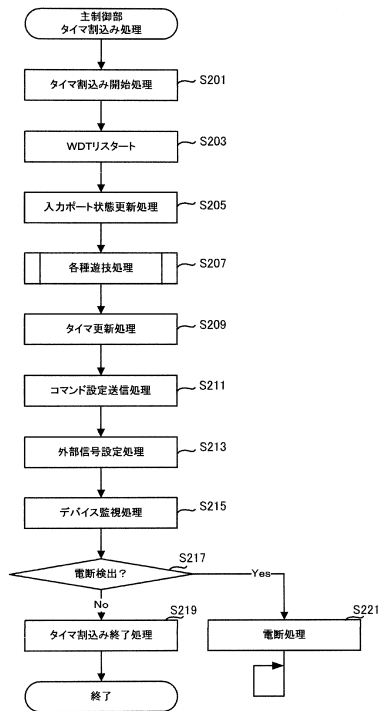 主制御部
タイマ割込み処理
タイマ割込み開始処理
S201
WDTリスタート
S203
入力ポート状態更新処理
S205
各種遊技処理
S207
タイマ更新処理
S209
コマンド設定送信処理
S211
外部信号設定処理
S213
デバイス監視処理
S215
電断検出？
S217
Yes
No
タイマ割込み終了処理
S219
電断処理
S221
終了